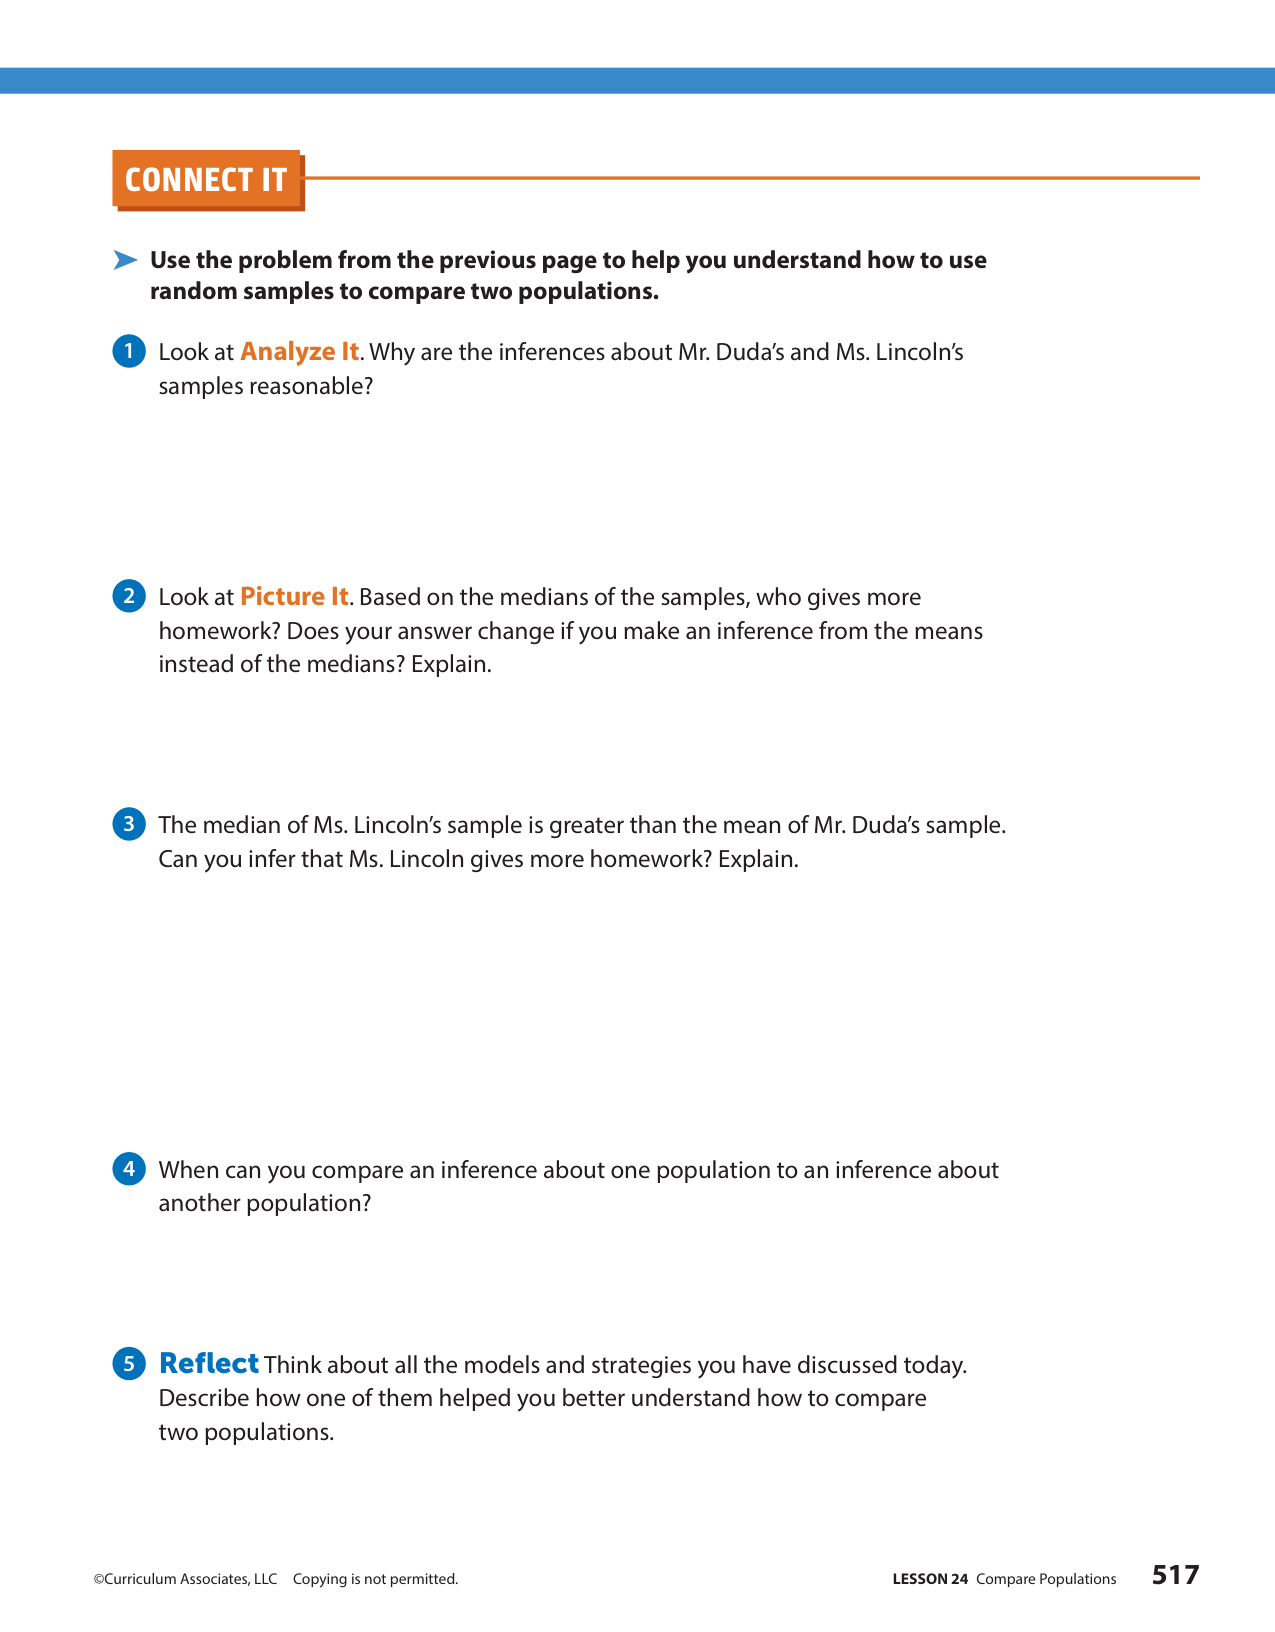 CONNECT IT
Use the problem from the previous page to help you understand how to use
random samples to compare two populations.
1 Look at Analyze It. Why are the inferences about Mr. Duda’s and Ms. Lincoln’s
samples reasonable?
2 Look at Picture It. Based on the medians of the samples, who gives more
homework? Does your answer change if you make an inference from the means
instead of the medians? Explain.
3 The median of Ms. Lincoln’s sample is greater than the mean of Mr. Duda’s sample.
Can you infer that Ms. Lincoln gives more homework? Explain.
4 When can you compare an inference about one population to an inference about
another population?
5 Reflect Think about all the models and strategies you have discussed today.
Describe how one of them helped you better understand how to compare
two populations.
©Curriculum Associates, LLC Copying is not permitted. LESSON 24 Compare Populations 517